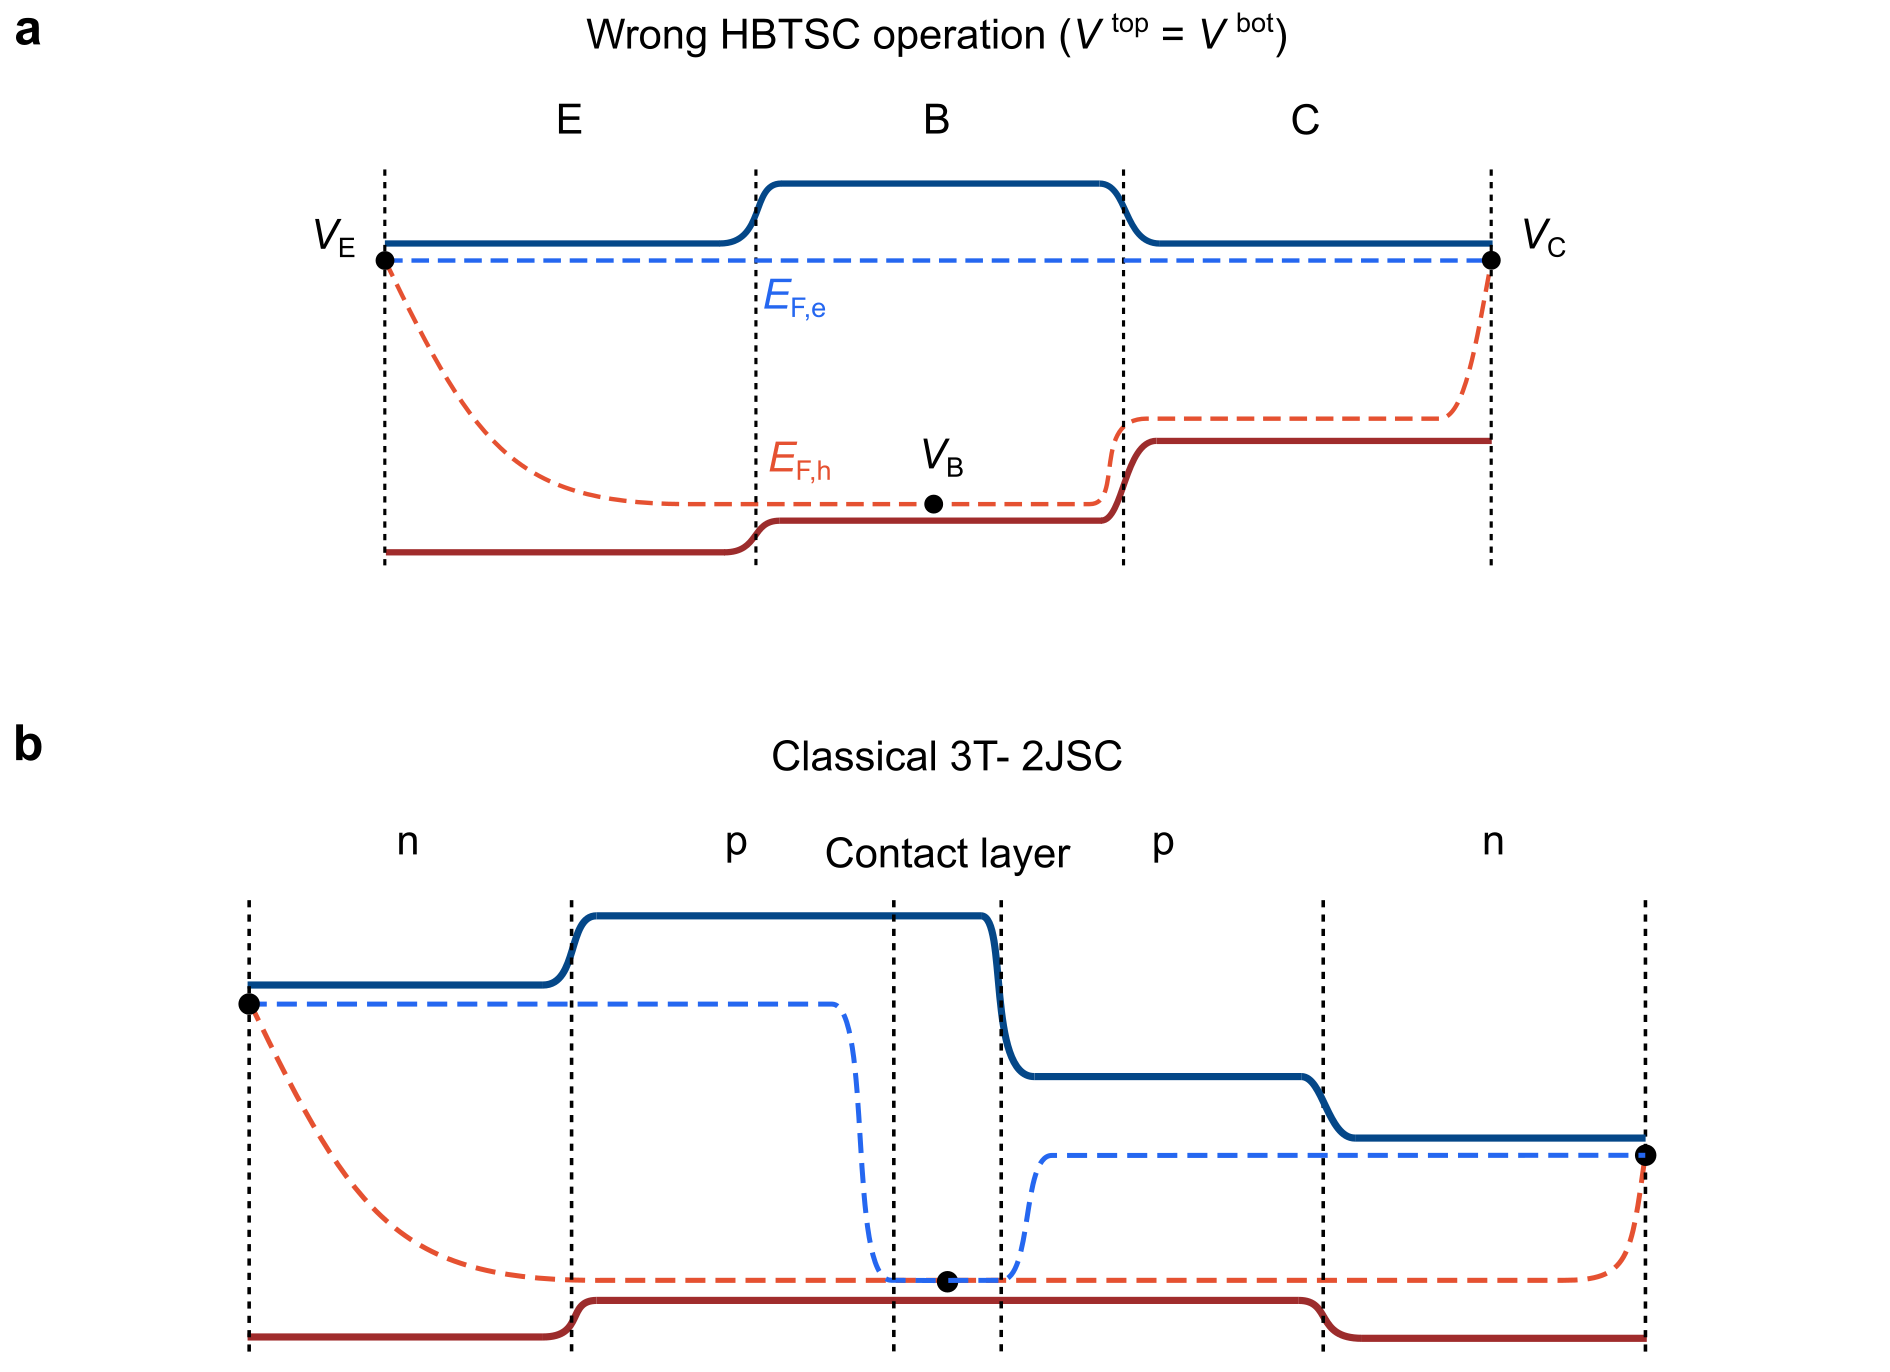 a
Wrong HBTSC operation (V top = V bot)
E B C
VE VC
EF,e
VB
EF,h
b
Classical 3T- 2JSC
n p Contact layer p n